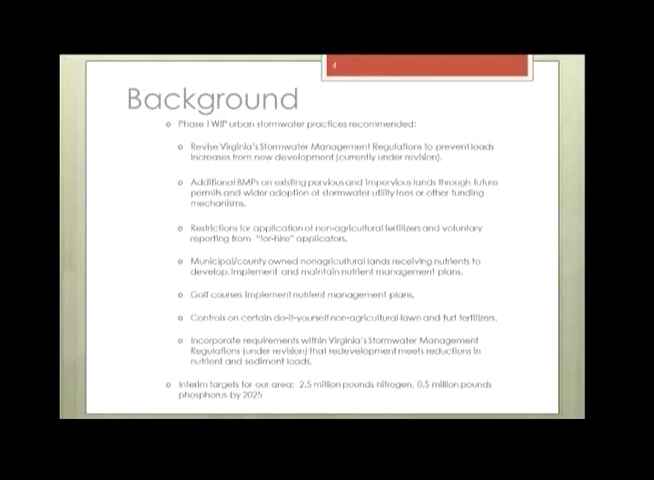 4
Background
Phase I WIP urban stormwater practices recommended:
Revise Virginia's Stormwater Management Regulations to prevent loads
increases from new development (currently under revision).
Additional BMPs on existing pervious and impervious lands through future
permits and wider adoption of stormwater utility fees or other funding
mechanisms.
Restrictions for application of non-agricultural fertilizers and voluntary
reporting from "for-hire" applicators.
Municipal/county owned nonagricultural lands receiving nutrients to
develop, implement and maintain nutrient management plans.
Golf courses implement nutrient management plans.
Controls on certain do-it-yourself non-agricultural lawn and turf fertilizers.
Incorporate requirements within Virginia's Stormwater Management
Regulations (under revision) that redevelopment meets reductions in
nutrient and sediment loads.
Interim targets for our area: 2.5 million pounds nitrogen, 0.5 million pounds
phosphorus by 2025